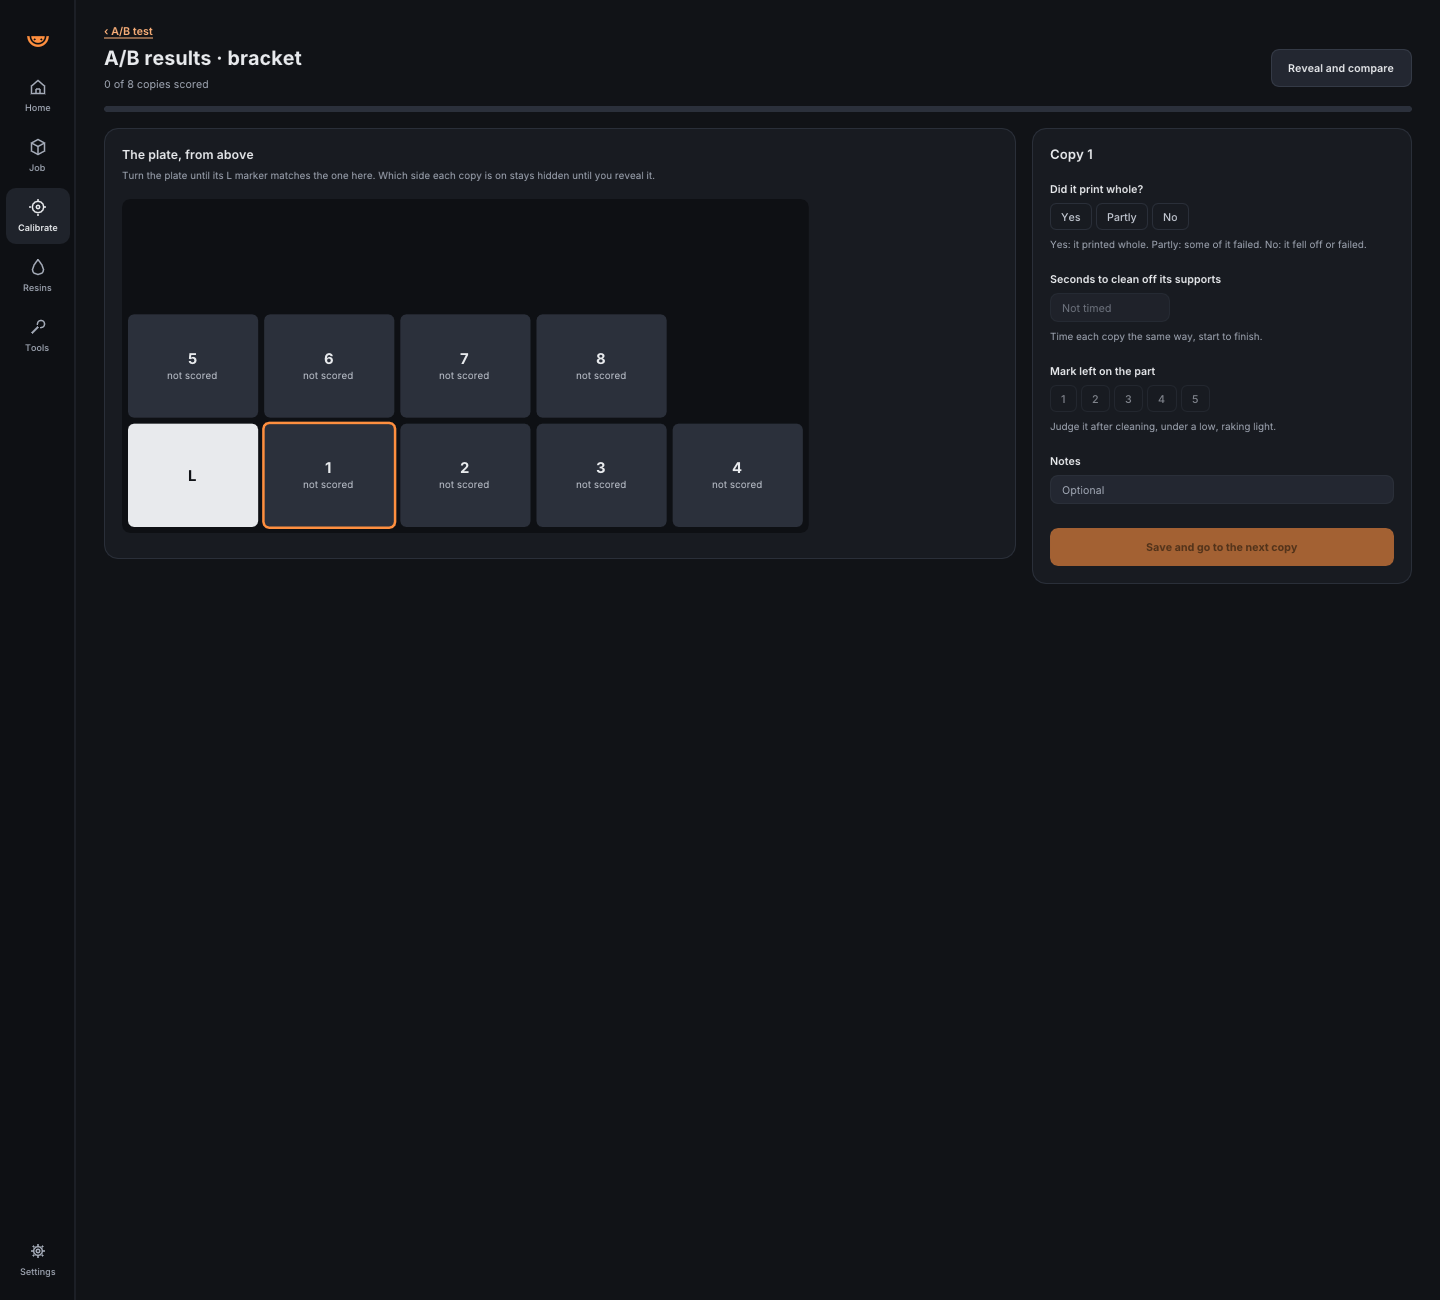 ‹ A/B test
A/B results · bracket
0 of 8 copies scored
Reveal and compare
Home
Job
Calibrate
Resins
Tools
Settings
The plate, from above
Turn the plate until its L marker matches the one here. Which side each copy is on stays hidden until you reveal it.
5
not scored
6
not scored
7
not scored
8
not scored
L
1
not scored
2
not scored
3
not scored
4
not scored
Copy 1
Did it print whole?
Yes
Partly
No
Yes: it printed whole. Partly: some of it failed. No: it fell off or failed.
Seconds to clean off its supports
Not timed
Time each copy the same way, start to finish.
Mark left on the part
1
2
3
4
5
Judge it after cleaning, under a low, raking light.
Notes
Optional
Save and go to the next copy